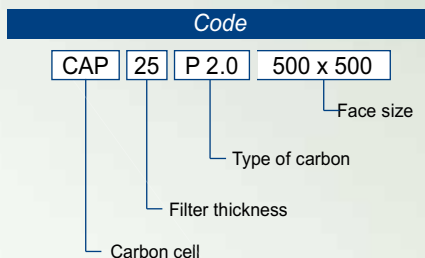 Code
CAP 25 P 2.0 500 x 500
Face size
Type of carbon
Filter thickness
Carbon cell